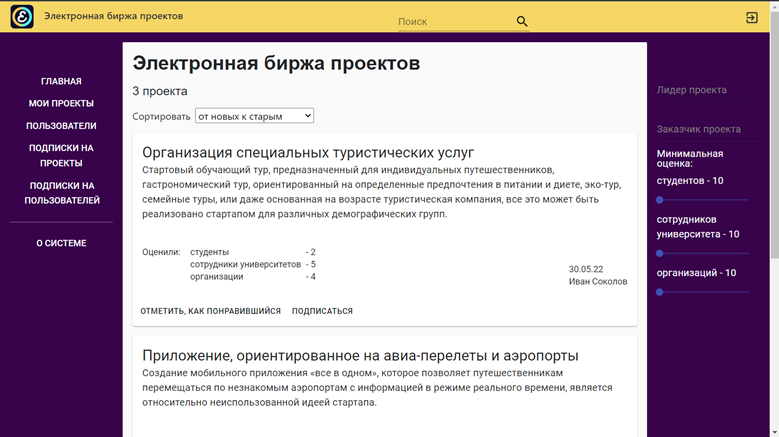 Электронная биржа проектов
Поиск
ГЛАВНАЯ
МОИ ПРОЕКТЫ
ПОЛЬЗОВАТЕЛИ
ПОДПИСКИ НА
ПРОЕКТЫ
ПОДПИСКИ НА
ПОЛЬЗОВАТЕЛЕЙ
О СИСТЕМЕ
Электронная биржа проектов
3 проекта
Сортировать от новых к старым
Организация специальных туристических услуг
Стартовый обучающий тур, предназначенный для индивидуальных путешественников,
гастрономический тур, ориентированный на определенные предпочтения в питании и диете, эко-тур,
семейные туры, или даже основанная на возрасте туристическая компания, все это может быть
реализовано стартапом для различных демографических групп.
Оценили: студенты - 2
сотрудники университетов - 5
организации - 4
30.05.22
Иван Соколов
ОТМЕТИТЬ, КАК ПОНРАВИВШИЙСЯ ПОДПИСАТЬСЯ
Приложение, ориентированное на авиа-перелеты и аэропорты
Создание мобильного приложения «все в одном», которое позволяет путешественникам
перемещаться по незнакомым аэропортам с информацией в режиме реального времени, является
относительно неиспользованной идеей стартапа.
Лидер проекта
Заказчик проекта
Минимальная
оценка:
студентов - 10
сотрудников
университета - 10
организаций - 10